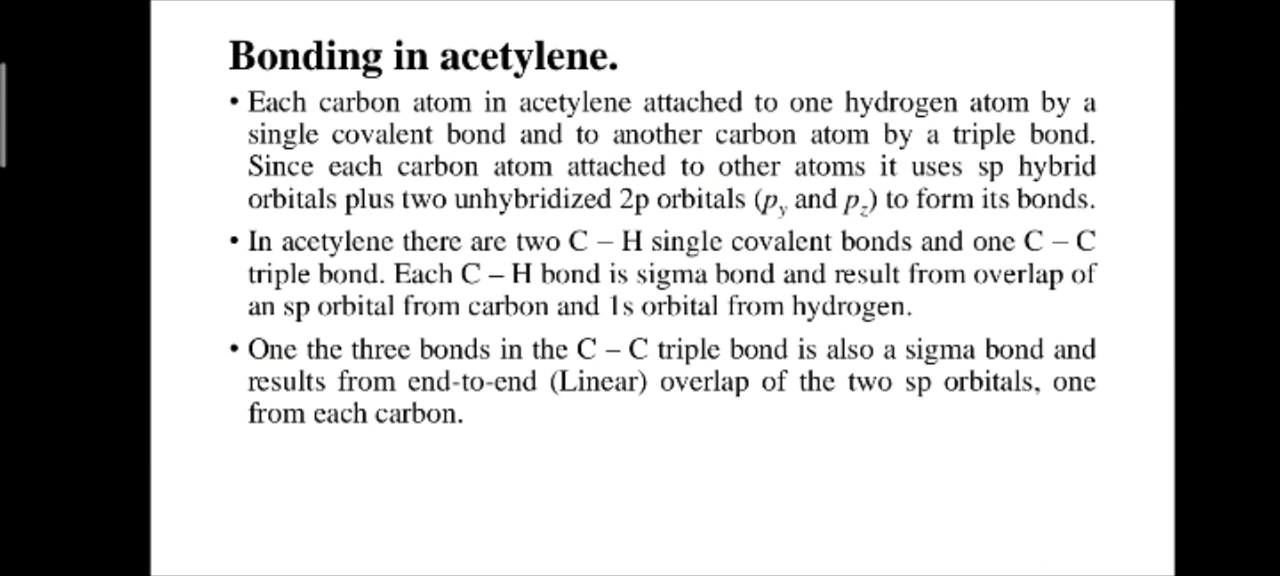 Bonding in acetylene.
• Each carbon atom in acetylene attached to one hydrogen atom by a
single covalent bond and to another carbon atom by a triple bond.
Since each carbon atom attached to other atoms it uses sp hybrid
orbitals plus two unhybridized 2p orbitals (p_y and p_z) to form its bonds.
• In acetylene there are two C – H single covalent bonds and one C – C
triple bond. Each C – H bond is sigma bond and result from overlap of
an sp orbital from carbon and 1s orbital from hydrogen.
• One the three bonds in the C – C triple bond is also a sigma bond and
results from end-to-end (Linear) overlap of the two sp orbitals, one
from each carbon.